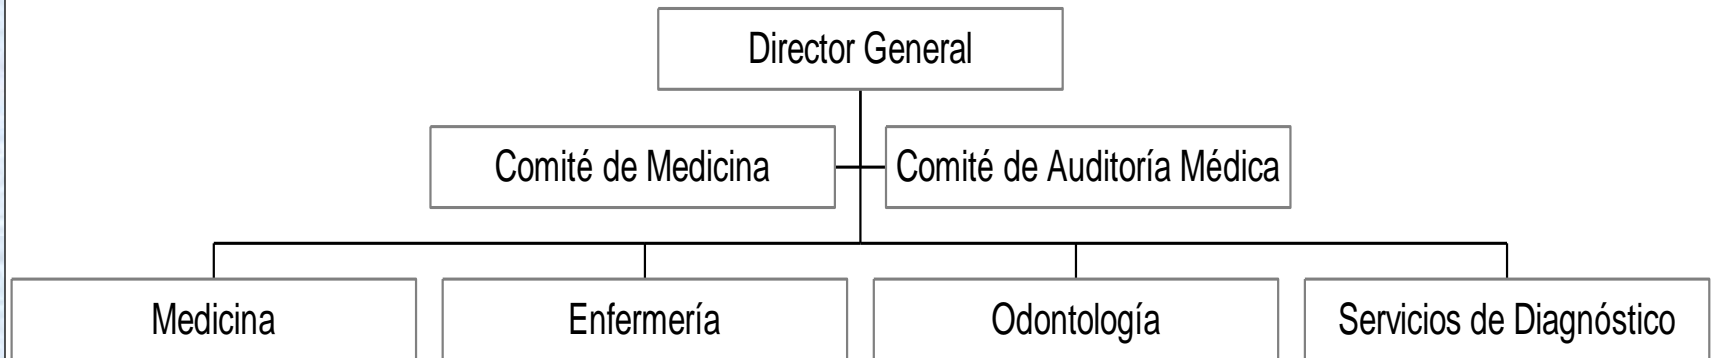 Director General
Comité de Medicina
Comité de Auditoría Médica
Medicina
Enfermería
Odontología
Servicios de Diagnóstico